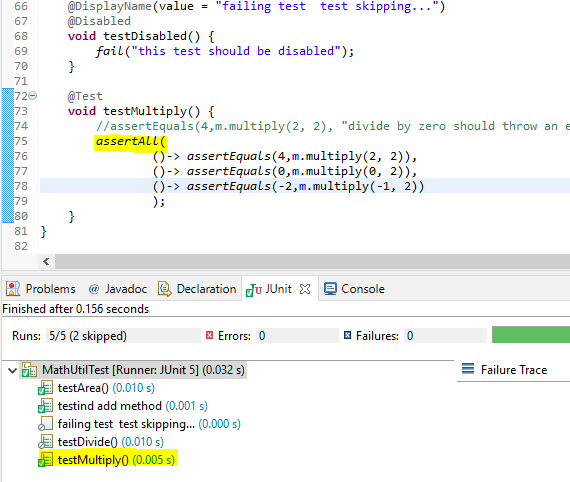 66 @DisplayName(value = "failing test  test skipping...")
67 @Disabled
68 void testDisabled() {
69 fail("this test should be disabled");
70 }
71
72 @Test
73 void testMultiply() {
74 //assertEquals(4,m.multiply(2, 2), "divide by zero should throw an e
75 assertAll(
76 ()-> assertEquals(4,m.multiply(2, 2)),
77 ()-> assertEquals(0,m.multiply(0, 2)),
78 ()-> assertEquals(-2,m.multiply(-1, 2))
79 );
80 }
81 }
82
Problems @ Javadoc Declaration JU JUnit Console
Finished after 0.156 seconds
Runs: 5/5 (2 skipped) Errors: 0 Failures: 0
MathUtilTest [Runner: JUnit 5] (0.032 s) Failure Trace
testArea() (0.010 s)
testind add method (0.001 s)
failing test  test skipping... (0.000 s)
testDivide() (0.010 s)
testMultiply() (0.005 s)